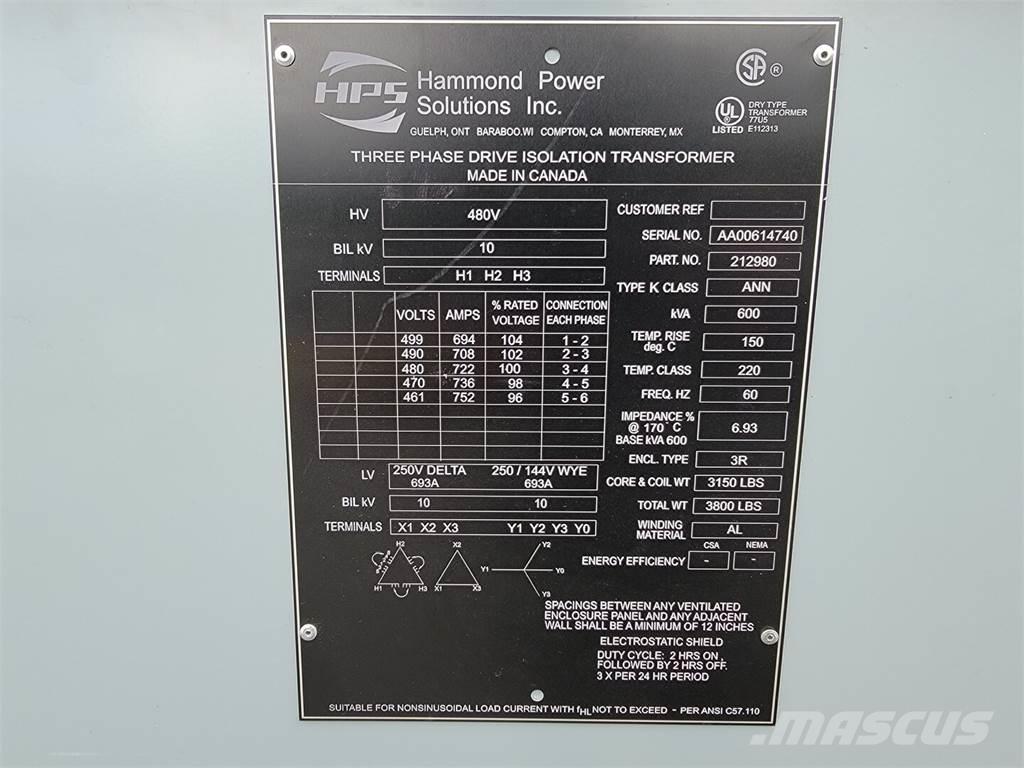 HPS Hammond Power
Solutions Inc.
GUELPH, ONT BARABOO.WI COMPTON, CA MONTERREY, MX
SA ®
UL ® LISTED
DRY TYPE
TRANSFORMER
77U5
E112313
THREE PHASE DRIVE ISOLATION TRANSFORMER
MADE IN CANADA
HV 480V
BIL kV 10
TERMINALS H1 H2 H3
VOLTS AMPS % RATED VOLTAGE CONNECTION EACH PHASE
499 694 104 1 - 2
490 708 102 2 - 3
480 722 100 3 - 4
470 736 98 4 - 5
461 752 96 5 - 6
LV 250V DELTA 693A 250 / 144V WYE 693A
BIL kV 10 10
TERMINALS X1 X2 X3 Y1 Y2 Y3 Y0
H2 H1 H3
X2 X1 X3
Y2 Y1 Y0 Y3
CUSTOMER REF
SERIAL NO. AA00614740
PART. NO. 212980
TYPE K CLASS ANN
kVA 600
TEMP. RISE deg. C 150
TEMP. CLASS 220
FREQ. HZ 60
IMPEDANCE %
@ 170 ° C 6.93
BASE kVA 600
ENCL. TYPE 3R
CORE & COIL WT 3150 LBS
TOTAL WT 3800 LBS
WINDING MATERIAL AL
CSA NEMA
ENERGY EFFICIENCY - -
SPACINGS BETWEEN ANY VENTILATED
ENCLOSURE PANEL AND ANY ADJACENT
WALL SHALL BE A MINIMUM OF 12 INCHES
ELECTROSTATIC SHIELD
DUTY CYCLE: 2 HRS ON,
FOLLOWED BY 2 HRS OFF.
3 X PER 24 HR PERIOD
SUITABLE FOR NONSINUSOIDAL LOAD CURRENT WITH fHL NOT TO EXCEED - PER ANSI C57.110
MASCUS